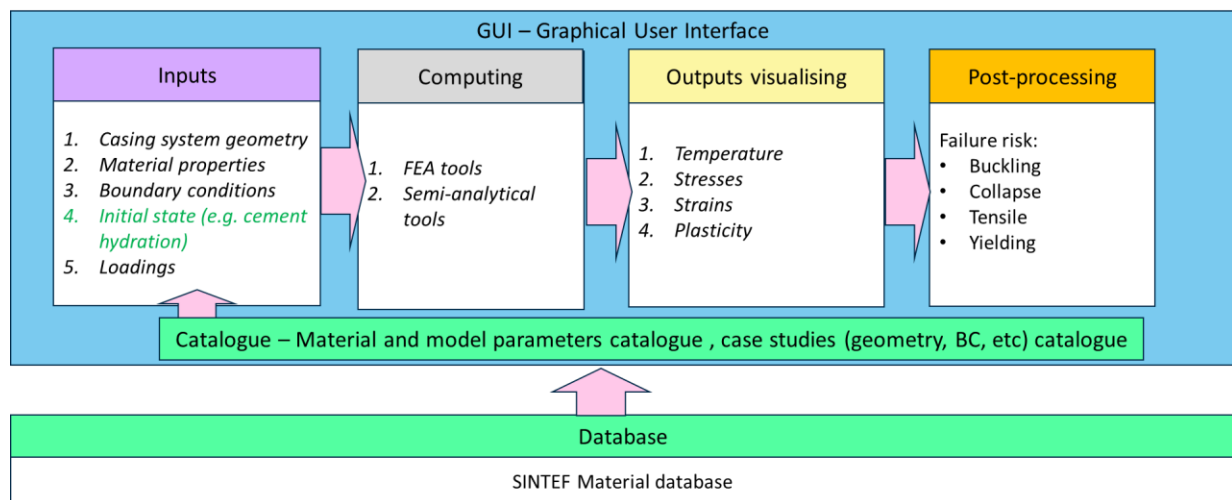 GUI – Graphical User Interface
Inputs
1. Casing system geometry
2. Material properties
3. Boundary conditions
4. Initial state (e.g. cement
hydration)
5. Loadings
Computing
1. FEA tools
2. Semi-analytical
tools
Outputs visualising
1. Temperature
2. Stresses
3. Strains
4. Plasticity
Post-processing
Failure risk:
• Buckling
• Collapse
• Tensile
• Yielding
Catalogue – Material and model parameters catalogue , case studies (geometry, BC, etc) catalogue
Database
SINTEF Material database